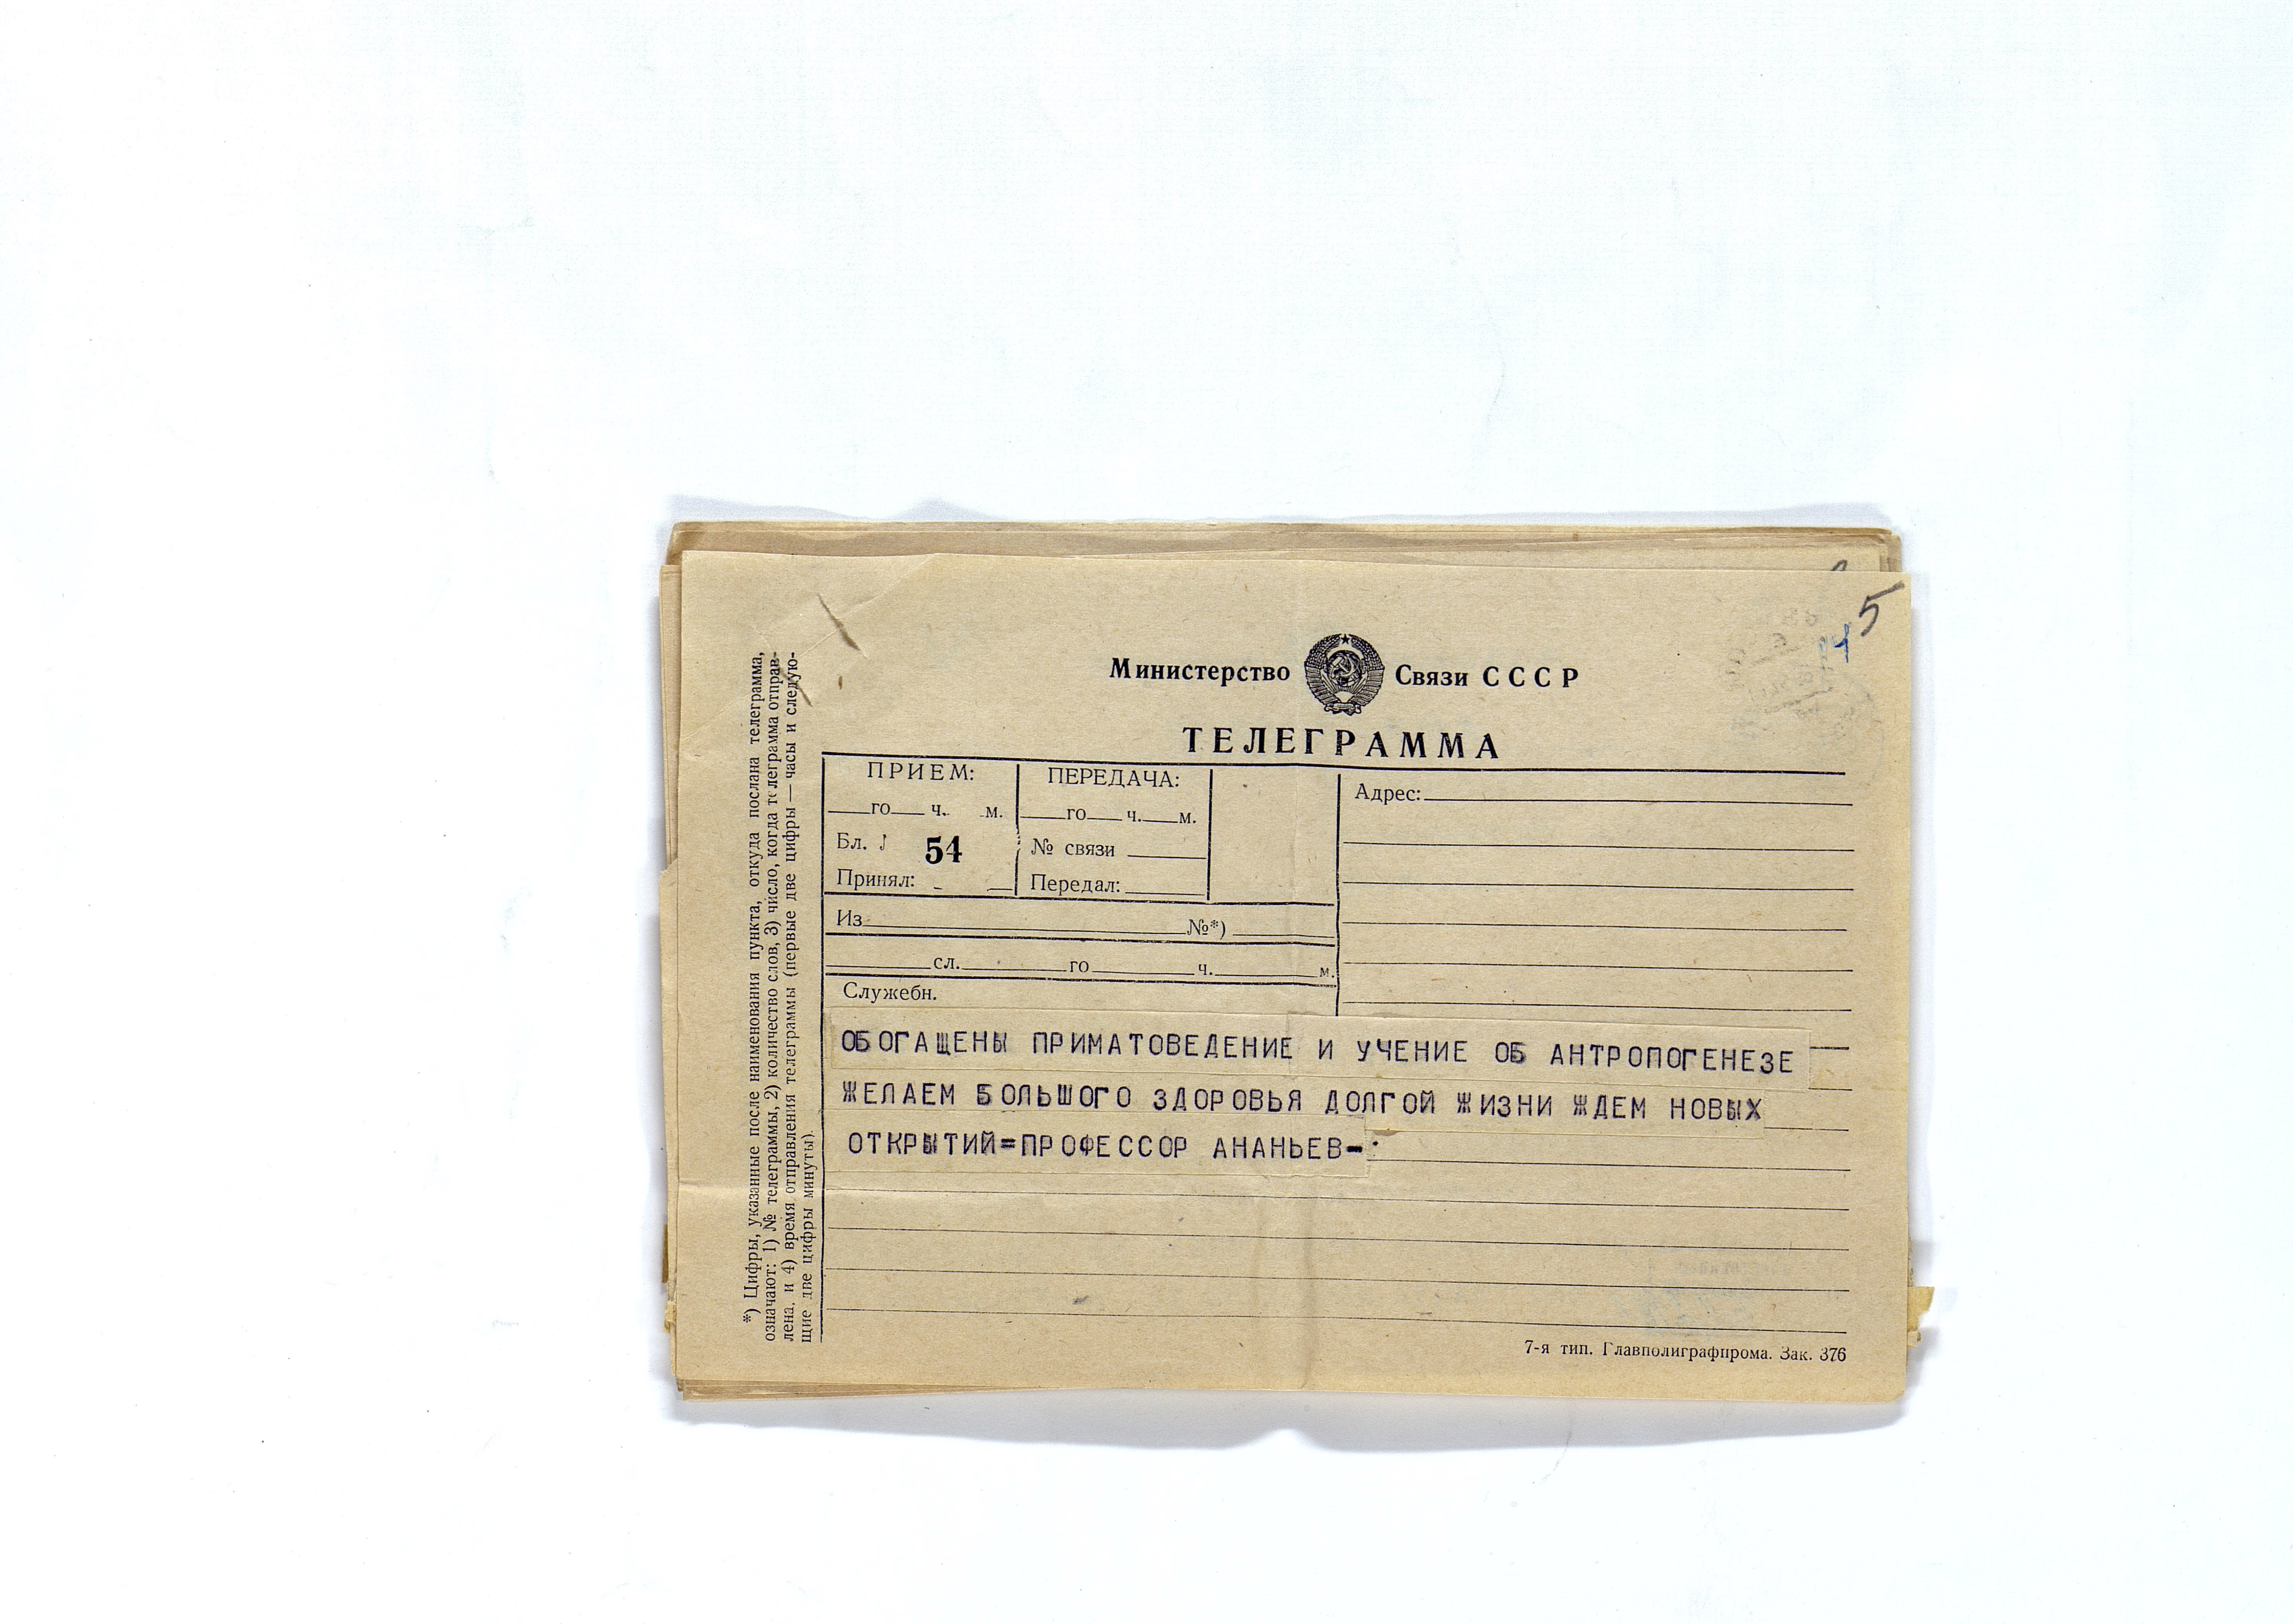 5
Министерство Связи СССР
ТЕЛЕГРАММА
ПРИЕМ:
го ч. м.
Бл. 54
Принял:
ПЕРЕДАЧА:
го ч. м.
№ связи
Передал:
Адрес:
Из №*)
сл. го ч. м.
Служебн.
ОБОГАЩЕНЫ ПРИМАТОВЕДЕНИЕ И УЧЕНИЕ ОБ АНТРОПОГЕНЕЗЕ
ЖЕЛАЕМ БОЛЬШОГО ЗДОРОВЬЯ ДОЛГОЙ ЖИЗНИ ЖДЕМ НОВЫХ
ОТКРЫТИЙ=ПРОФЕССОР АНАНЬЕВ-
7-я тип. Главполиграфпрома. Зак. 376
*) Цифры, указанные после наименования пункта, откуда послана телеграмма,
означают: 1) № телеграммы, 2) количество слов, 3) число, когда телеграмма отправ-
лена. и 4) время отправления телеграммы (первые две цифры — часы и следую-
щие две цифры минуты).